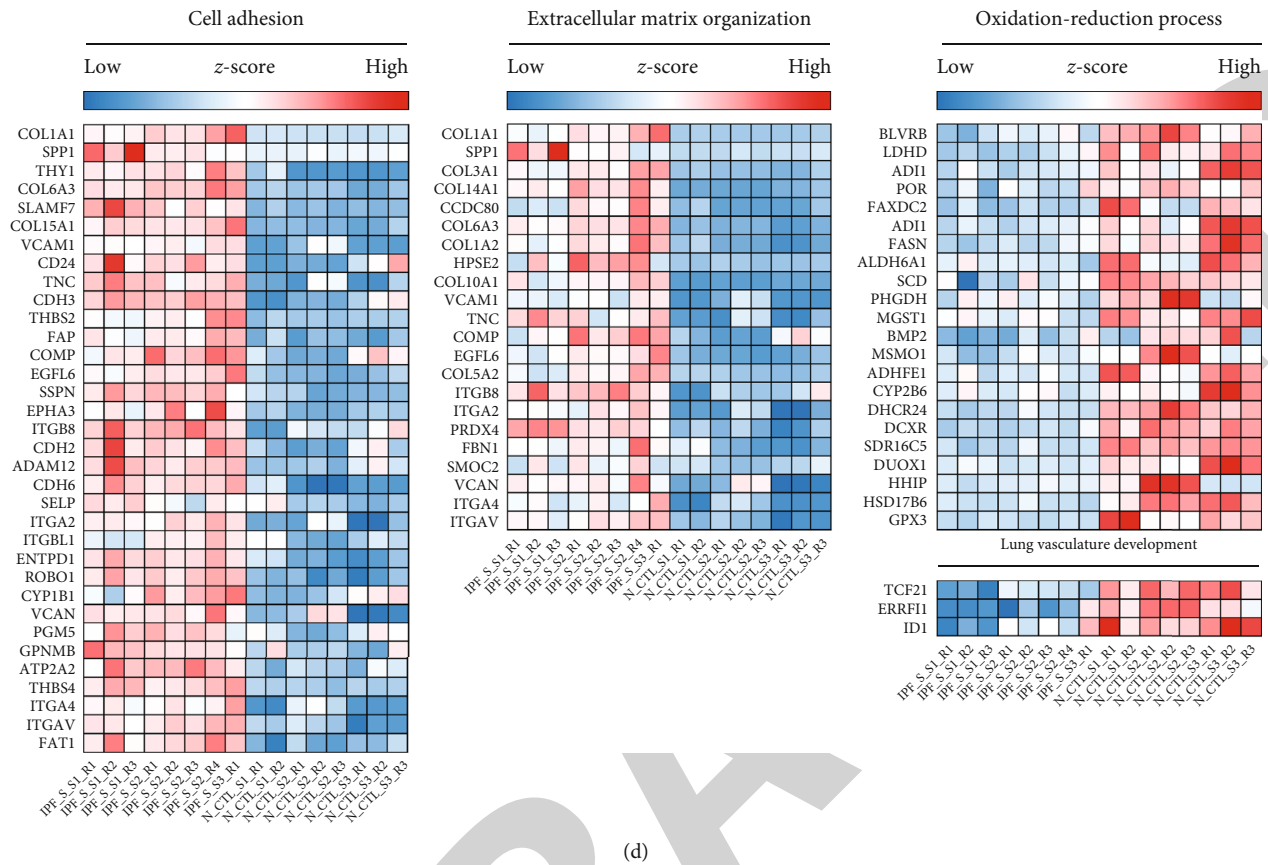 Cell adhesion
Low z-score High
COL1A1
SPP1
THY1
COL6A3
SLAMF7
COL15A1
VCAM1
CD24
TNC
CDH3
THBS2
FAP
COMP
EGFL6
SSPN
EPHA3
ITGB8
CDH2
ADAM12
CDH6
SELP
ITGA2
ITGBL1
ENTPD1
ROBO1
CYP1B1
VCAN
PGM5
GPNMB
ATP2A2
THBS4
ITGA4
ITGAV
FAT1
IPF_S_S1_R1
IPF_S_S1_R2
IPF_S_S1_R3
IPF_S_S2_R1
IPF_S_S2_R2
IPF_S_S2_R3
IPF_S_S2_R4
IPF_S_S3_R1
N_CTL_S1_R1
N_CTL_S1_R2
N_CTL_S2_R1
N_CTL_S2_R2
N_CTL_S2_R3
N_CTL_S3_R1
N_CTL_S3_R2
N_CTL_S3_R3
Extracellular matrix organization
Low z-score High
COL1A1
SPP1
COL3A1
COL14A1
CCDC80
COL6A3
COL1A2
HPSE2
COL10A1
VCAM1
TNC
COMP
EGFL6
COL5A2
ITGB8
ITGA2
PRDX4
FBN1
SMOC2
VCAN
ITGA4
ITGAV
IPF_S_S1_R1
IPF_S_S1_R2
IPF_S_S1_R3
IPF_S_S2_R1
IPF_S_S2_R2
IPF_S_S2_R3
IPF_S_S2_R4
IPF_S_S3_R1
N_CTL_S1_R1
N_CTL_S1_R2
N_CTL_S2_R1
N_CTL_S2_R2
N_CTL_S2_R3
N_CTL_S3_R1
N_CTL_S3_R2
N_CTL_S3_R3
Oxidation-reduction process
Low z-score High
BLVRB
LDHD
ADI1
POR
FAXDC2
ADI1
FASN
ALDH6A1
SCD
PHGDH
MGST1
BMP2
MSMO1
ADHFE1
CYP2B6
DHCR24
DCXR
SDR16C5
DUOX1
HHIP
HSD17B6
GPX3
Lung vasculature development
TCF21
ERRFI1
ID1
IPF_S_S1_R1
IPF_S_S1_R2
IPF_S_S1_R3
IPF_S_S2_R1
IPF_S_S2_R2
IPF_S_S2_R3
IPF_S_S2_R4
IPF_S_S3_R1
N_CTL_S1_R1
N_CTL_S1_R2
N_CTL_S2_R1
N_CTL_S2_R2
N_CTL_S2_R3
N_CTL_S3_R1
N_CTL_S3_R2
N_CTL_S3_R3
(d)